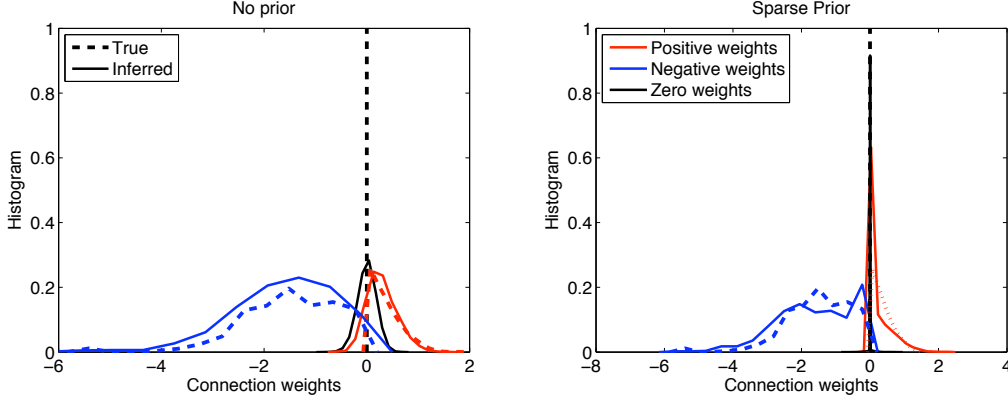 No prior
True
Inferred
Histogram
1
0.8
0.6
0.4
0.2
0
−6
−4
−2
0
2
Connection weights
Sparse Prior
Positive weights
Negative weights
Zero weights
Histogram
1
0.8
0.6
0.4
0.2
0
−8
−6
−4
−2
0
2
4
Connection weights